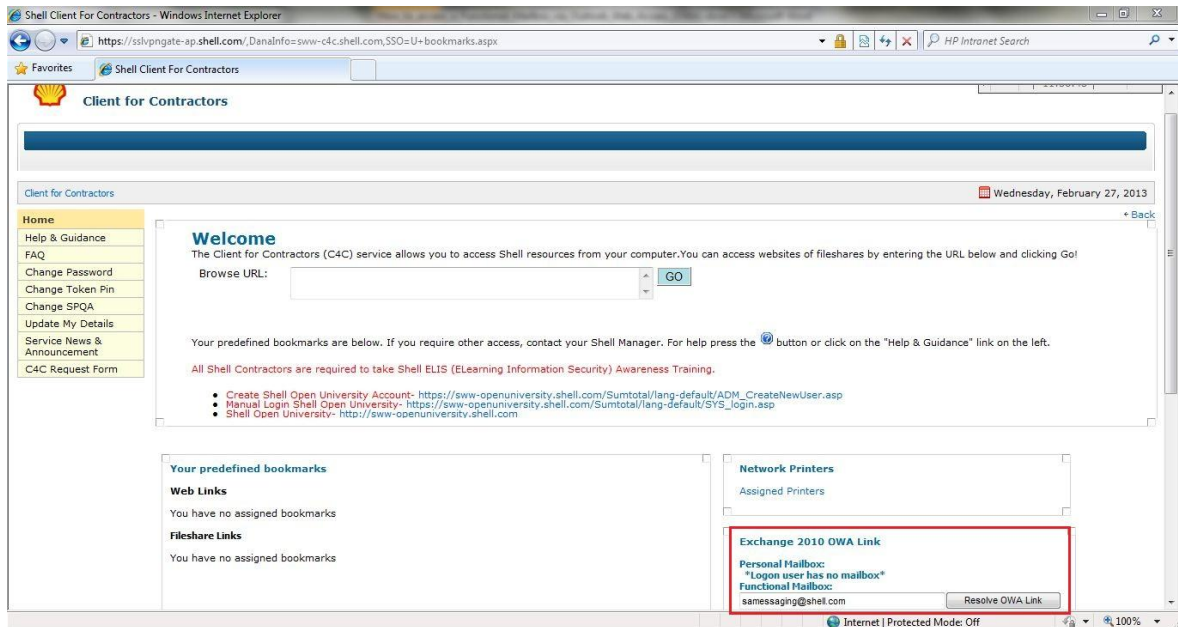 Shell Client For Contractors - Windows Internet Explorer
https://sslvpngate-ap.shell.com/,DanaInfo=sww-c4c.shell.com,SSO=U+bookmarks.aspx
HP Intranet Search
Favorites
Shell Client For Contractors
Client for Contractors
Client for Contractors
Wednesday, February 27, 2013
Back
Home
Help & Guidance
FAQ
Change Password
Change Token Pin
Change SPQA
Update My Details
Service News &
Announcement
C4C Request Form
Welcome
The Client for Contractors (C4C) service allows you to access Shell resources from your computer.You can access websites of fileshares by entering the URL below and clicking Go!
Browse URL:
GO
Your predefined bookmarks are below. If you require other access, contact your Shell Manager. For help press the button or click on the "Help & Guidance" link on the left.
All Shell Contractors are required to take Shell ELIS (ELearning Information Security) Awareness Training.
• Create Shell Open University Account- https://sww-openuniversity.shell.com/Sumtotal/lang-default/ADM_CreateNewUser.asp
• Manual Login Shell Open University- https://sww-openuniversity.shell.com/Sumtotal/lang-default/SYS_login.asp
• Shell Open University- http://sww-openuniversity.shell.com
Your predefined bookmarks
Web Links
You have no assigned bookmarks
Fileshare Links
You have no assigned bookmarks
Network Printers
Assigned Printers
Exchange 2010 OWA Link
Personal Mailbox:
*Logon user has no mailbox*
Functional Mailbox:
samessaging@shell.com
Resolve OWA Link
Internet | Protected Mode: Off
100%